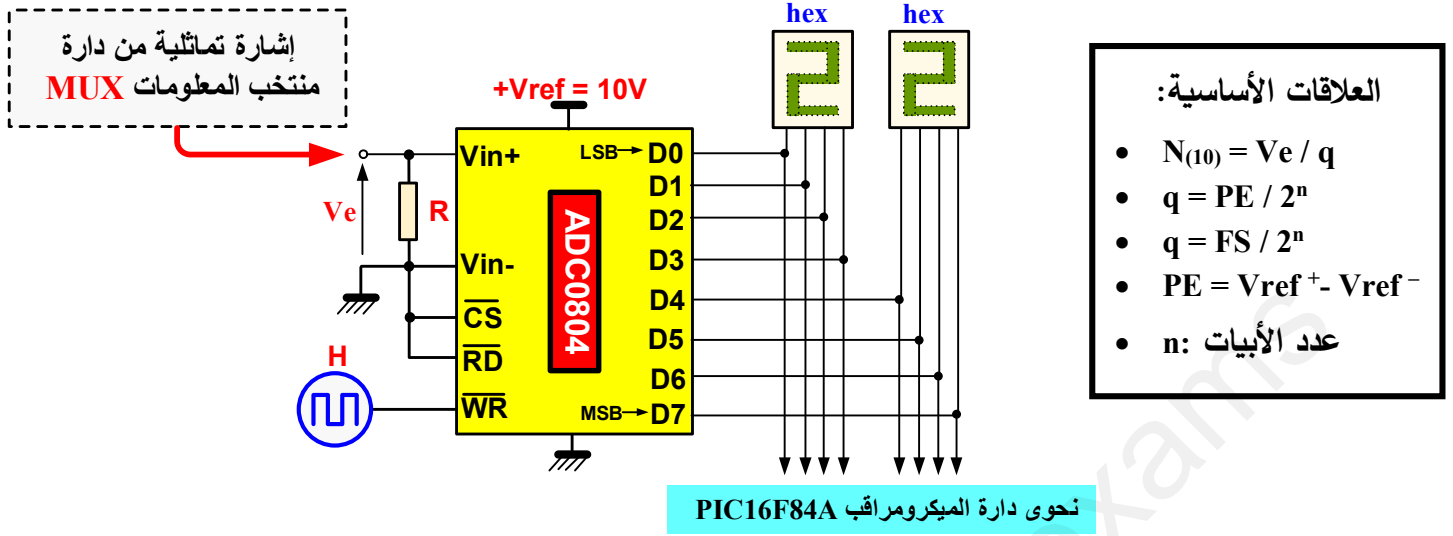 إشارة تماثلية من دارة
منتخب المعلومات MUX
+Vref = 10V
hex
hex
Vin+
Ve
R
Vin-
CS
RD
H
WR
ADC0804
LSB→ D0
D1
D2
D3
D4
D5
D6
MSB→ D7
نحوى دارة الميكرومراقب PIC16F84A
العلاقات الأساسية:
• N(10) = Ve / q
• q = PE / 2ⁿ
• q = FS / 2ⁿ
• PE = Vref ⁺- Vref ⁻
• n: عدد الأبيات
exams